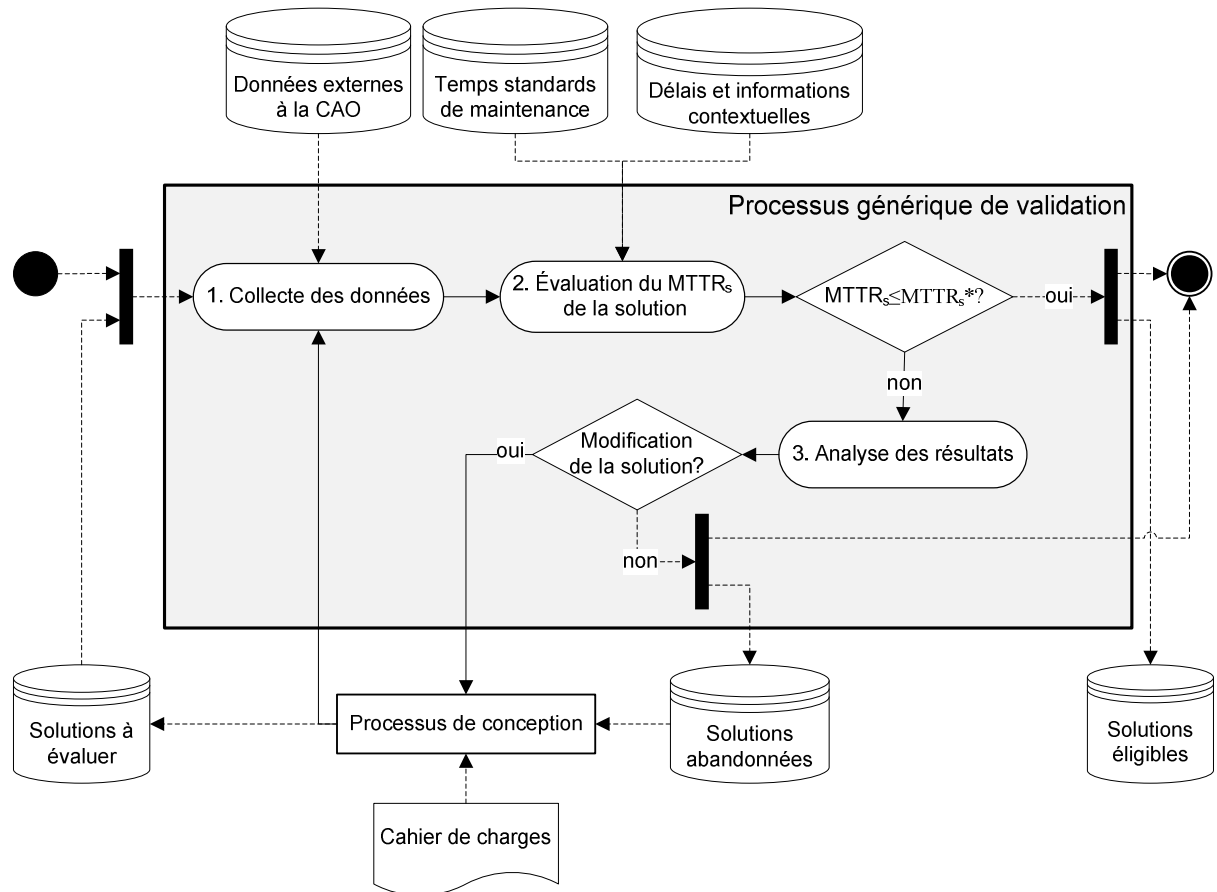 Données externes
à la CAO
Temps standards
de maintenance
Délais et informations
contextuelles
Processus générique de validation
1. Collecte des données
2. Évaluation du MTTRs
de la solution
MTTRs≤MTTRs*?
oui
non
Modification
de la solution?
oui
3. Analyse des résultats
non
Solutions à
évaluer
Processus de conception
Solutions
abandonnées
Solutions
éligibles
Cahier de charges